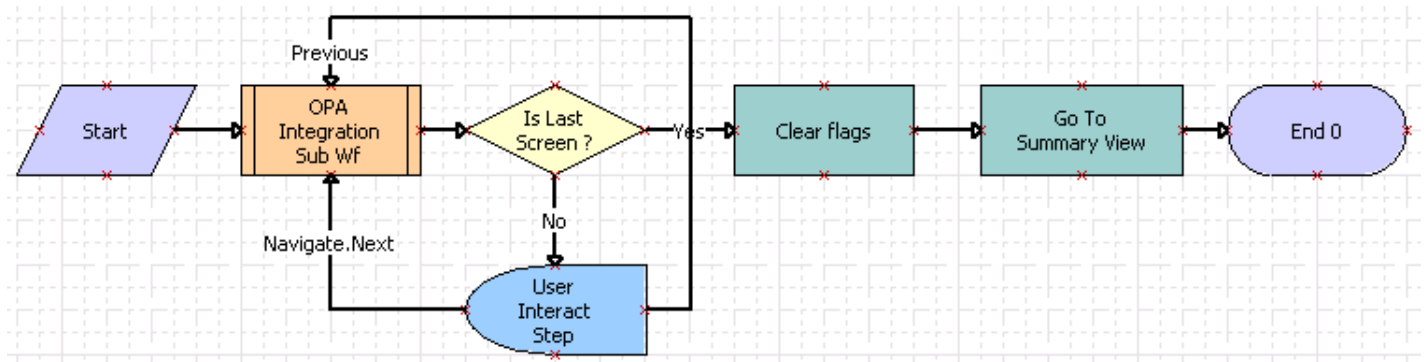 Previous
Start
OPA
Integration
Sub Wf
Is Last
Screen ?
Yes
Clear flags
Go To
Summary View
End 0
No
Navigate.Next
User
Interact
Step